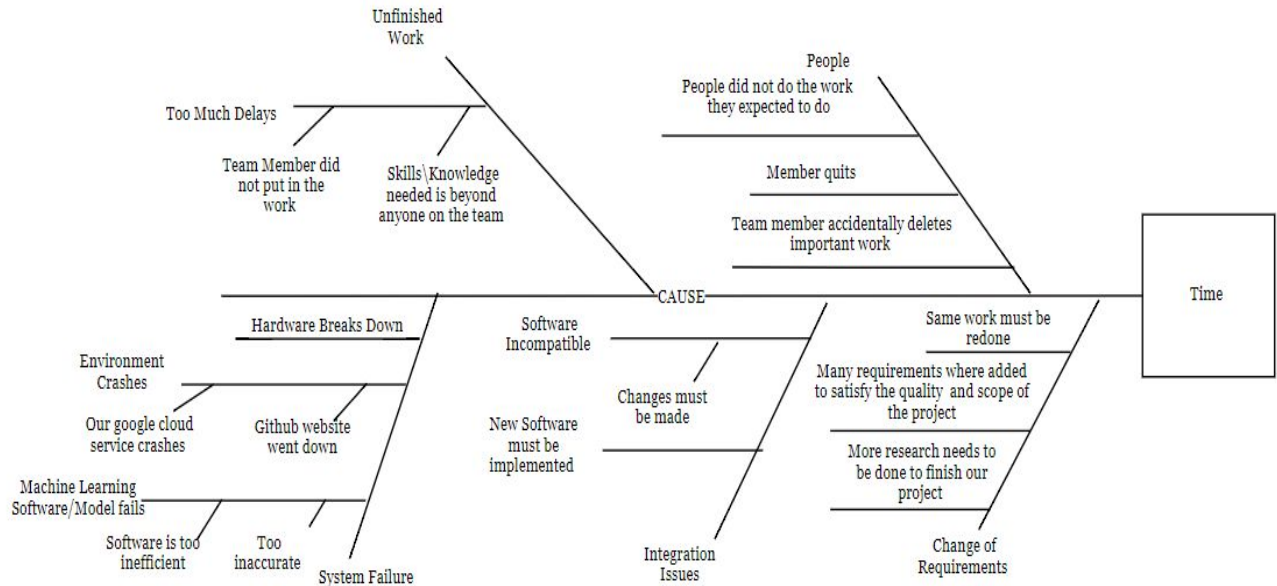 Unfinished
Work
People
People did not do the work
they expected to do
Too Much Delays
Team Member did
not put in the
work
Skills\Knowledge
needed is beyond
anyone on the team
Member quits
Team member accidentally deletes
important work
CAUSE
Time
Hardware Breaks Down
Environment
Crashes
Our google cloud
service crashes
Github website
went down
Machine Learning
Software/Model fails
Software is too
inefficient
Too
inaccurate
System Failure
Software
Incompatible
Changes must
be made
New Software
must be
implemented
Integration
Issues
Same work must be
redone
Many requirements where added
to satisfy the quality and scope of
the project
More research needs to
be done to finish our
project
Change of
Requirements